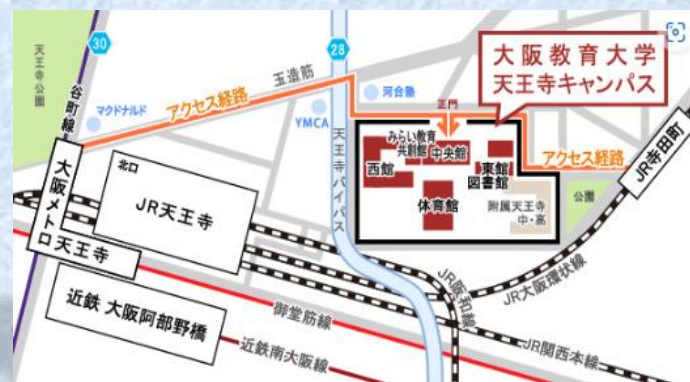 天王寺公園
30
谷町線
マクドナルド
アクセス経路
玉造筋
28
YMCA
河合塾
天王寺バイパス
大阪教育大学
天王寺キャンパス
正門
みらい教育
共創館
中央館
西館
東館
図書館
体育館
附属天王寺
中・高
アクセス経路
公園
JR寺田町
大阪メトロ
天王寺
北口
JR天王寺
近鉄 大阪阿部野橋
御堂筋線
近鉄南大阪線
JR阪和線
JR大阪環状線
JR関西本線